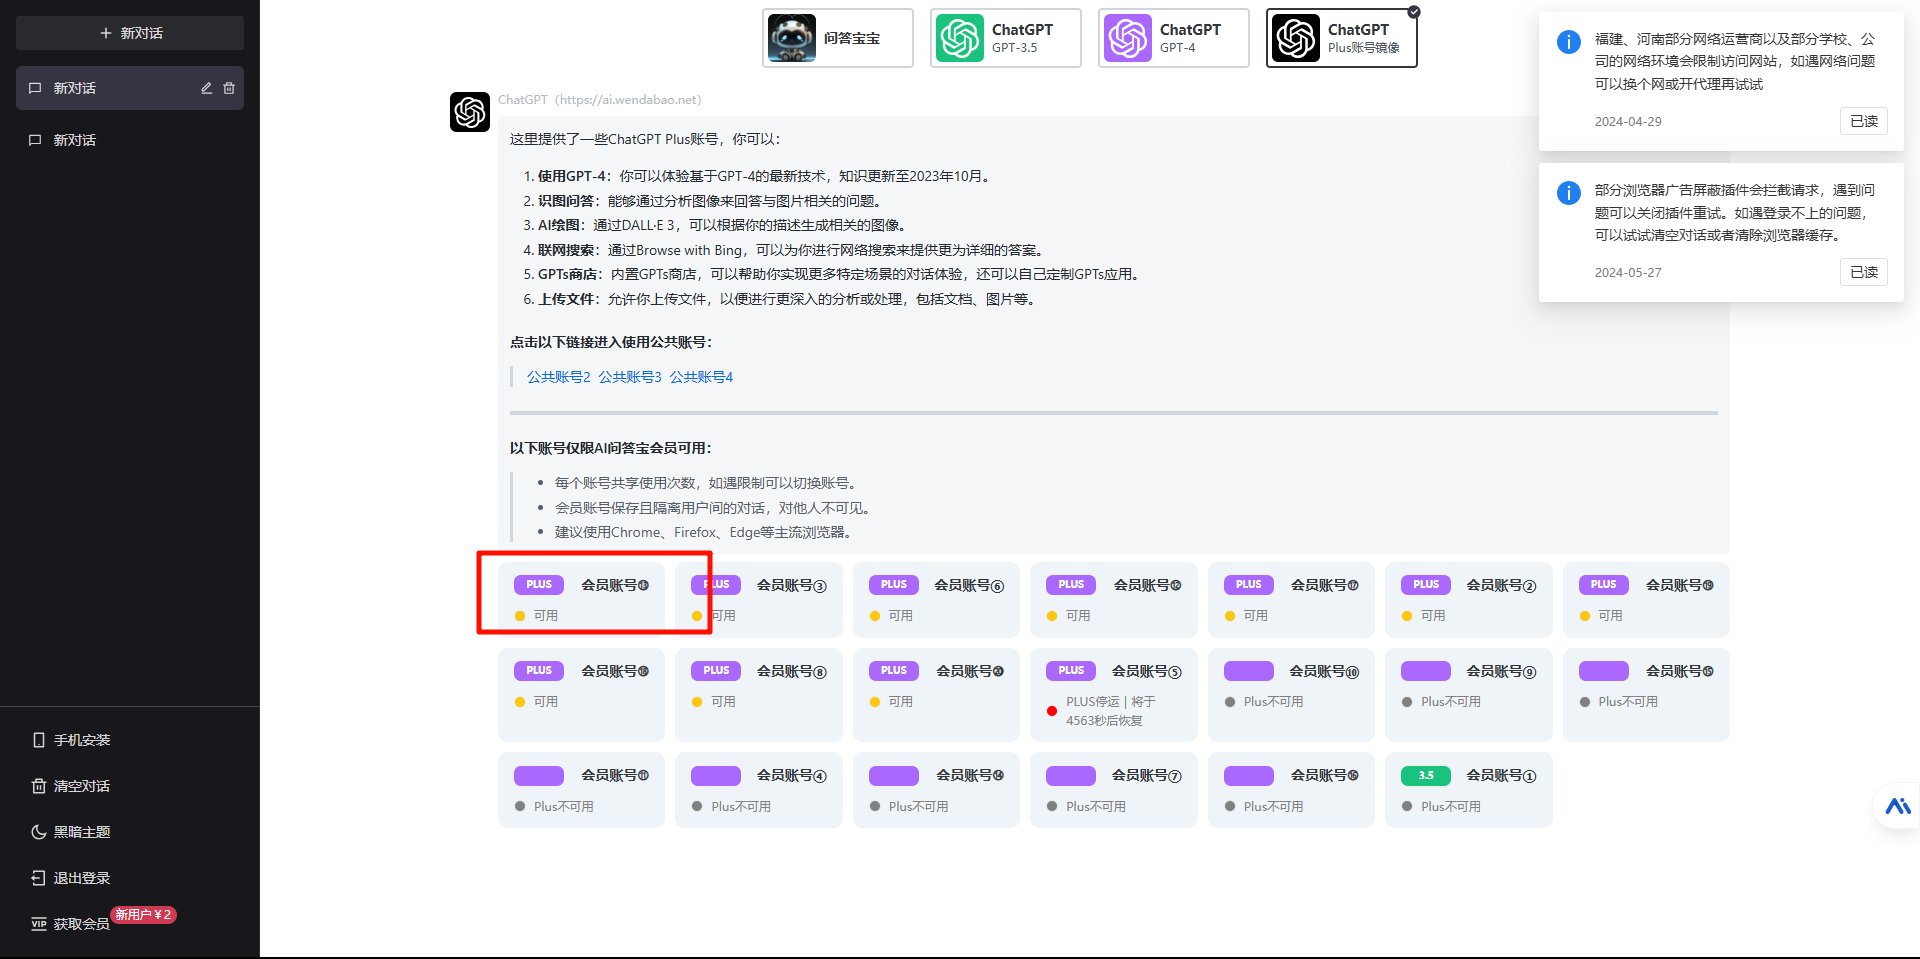 新对话
新对话
新对话
手机安装
清空对话
黑暗主题
退出登录
VIP 获取会员 新用户¥2
问答宝宝
ChatGPT
GPT-3.5
ChatGPT
GPT-4
ChatGPT
Plus账号镜像
ChatGPT（https://ai.wendabao.net）
这里提供了一些ChatGPT Plus账号，你可以：
1. 使用GPT-4：你可以体验基于GPT-4的最新技术，知识更新至2023年10月。
2. 识图问答：能够通过分析图像来回答与图片相关的问题。
3. AI绘图：通过DALL·E 3，可以根据你的描述生成相关的图像。
4. 联网搜索：通过Browse with Bing，可以为你进行网络搜索来提供更为详细的答案。
5. GPTs商店：内置GPTs商店，可以帮助你实现更多特定场景的对话体验，还可以自己定制GPTs应用。
6. 上传文件：允许你上传文件，以便进行更深入的分析或处理，包括文档、图片等。
点击以下链接进入使用公共账号：
公共账号2 公共账号3 公共账号4
以下账号仅限AI问答宝会员可用：
每个账号共享使用次数，如遇限制可以切换账号。
会员账号保存且隔离用户间的对话，对他人不可见。
建议使用Chrome、Firefox、Edge等主流浏览器。
PLUS 会员账号⑬
可用
PLUS 会员账号③
可用
PLUS 会员账号⑥
可用
PLUS 会员账号⑫
可用
PLUS 会员账号⑰
可用
PLUS 会员账号②
可用
PLUS 会员账号⑲
可用
PLUS 会员账号⑱
可用
PLUS 会员账号⑧
可用
PLUS 会员账号⑳
可用
PLUS 会员账号⑤
PLUS停运 | 将于
4563秒后恢复
会员账号⑩
Plus不可用
会员账号⑨
Plus不可用
会员账号⑮
Plus不可用
会员账号⑪
Plus不可用
会员账号④
Plus不可用
会员账号⑭
Plus不可用
会员账号⑦
Plus不可用
会员账号⑯
Plus不可用
3.5 会员账号①
Plus不可用
福建、河南部分网络运营商以及部分学校、公
司的网络环境会限制访问网站，如遇网络问题
可以换个网或开代理再试试
2024-04-29 已读
部分浏览器广告屏蔽插件会拦截请求，遇到问
题可以关闭插件重试。如遇登录不上的问题，
可以试试清空对话或者清除浏览器缓存。
2024-05-27 已读